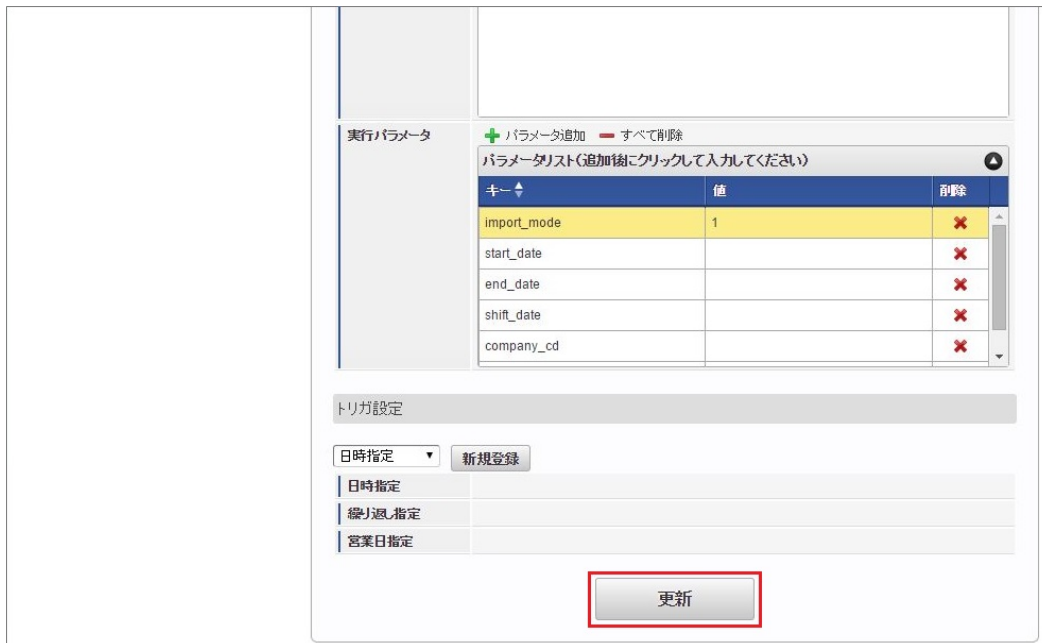 実行パラメータ
パラメータ追加 すべて削除
パラメータリスト(追加後にクリックして入力してください)
キー 値 削除
import_mode 1
start_date
end_date
shift_date
company_cd
トリガ設定
日時指定 新規登録
日時指定
繰り返し指定
営業日指定
更新